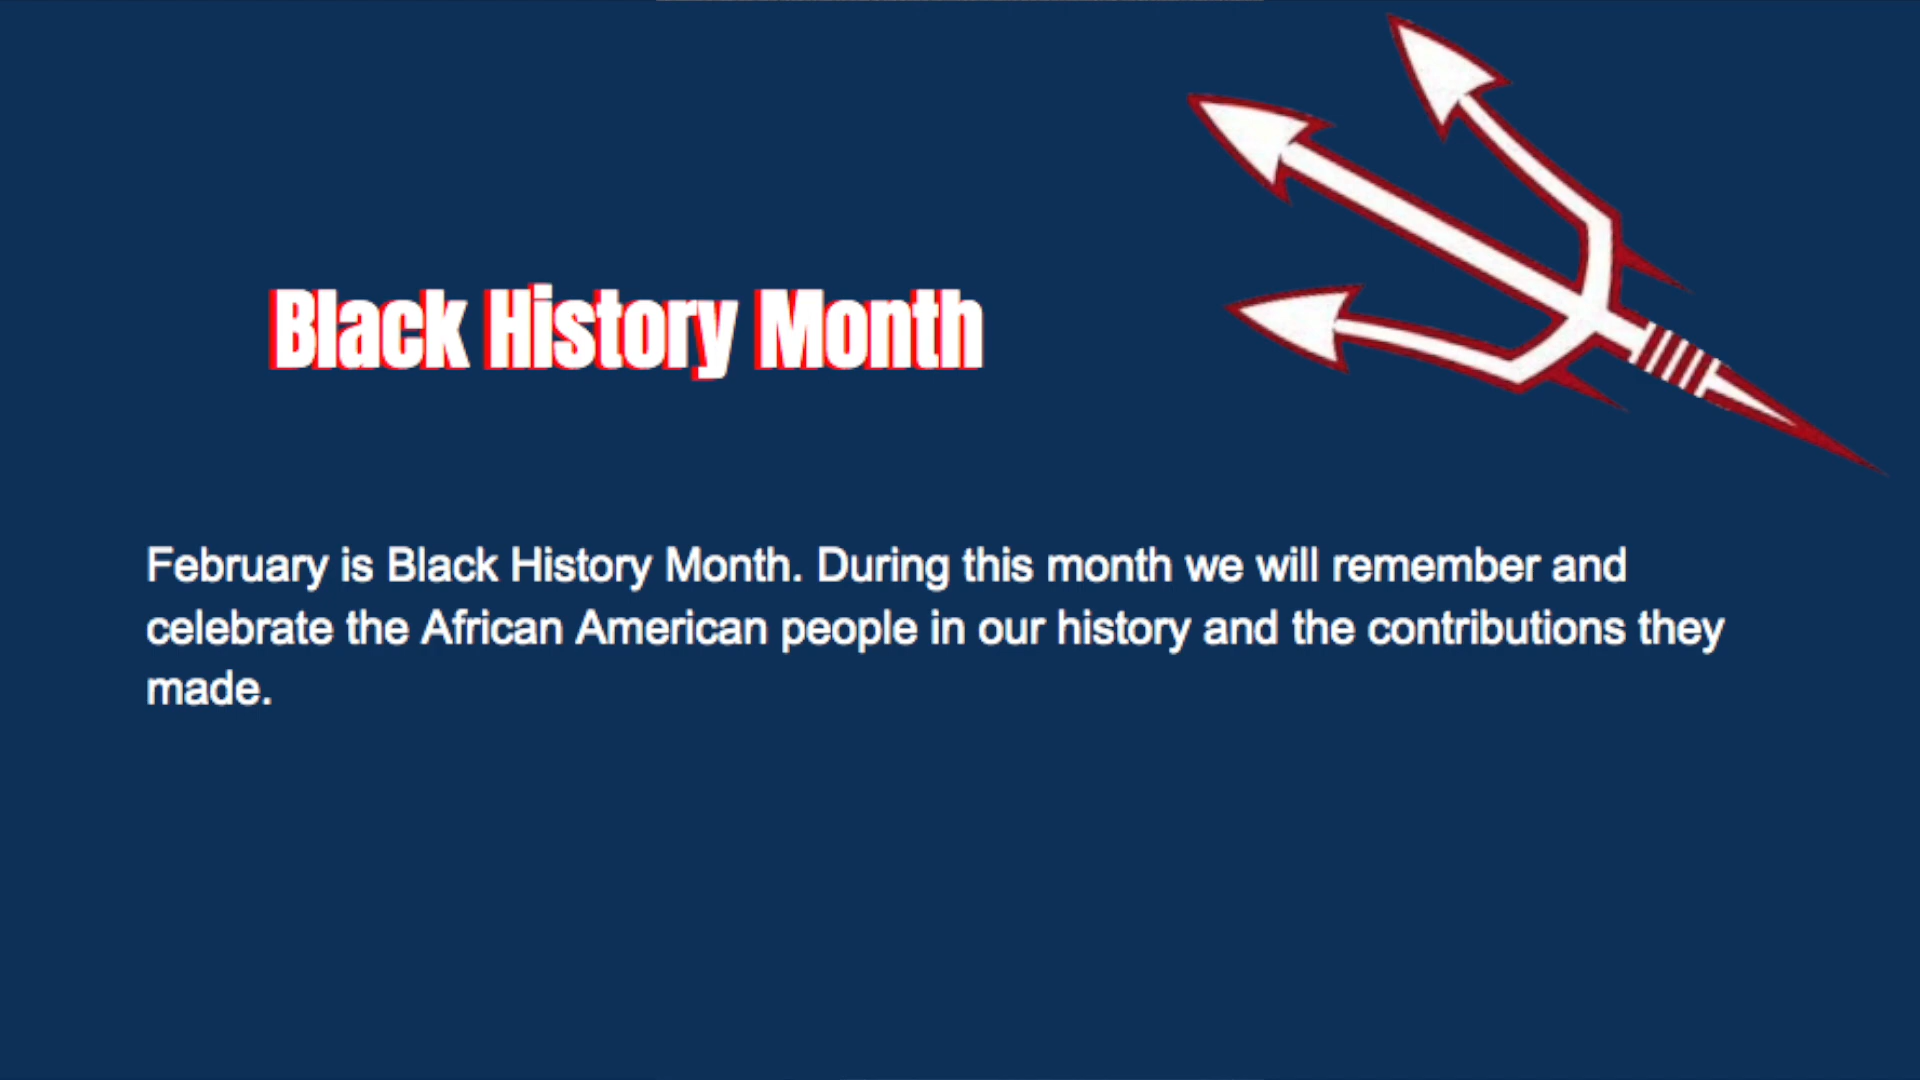 Black History Month
February is Black History Month. During this month we will remember and
celebrate the African American people in our history and the contributions they
made.